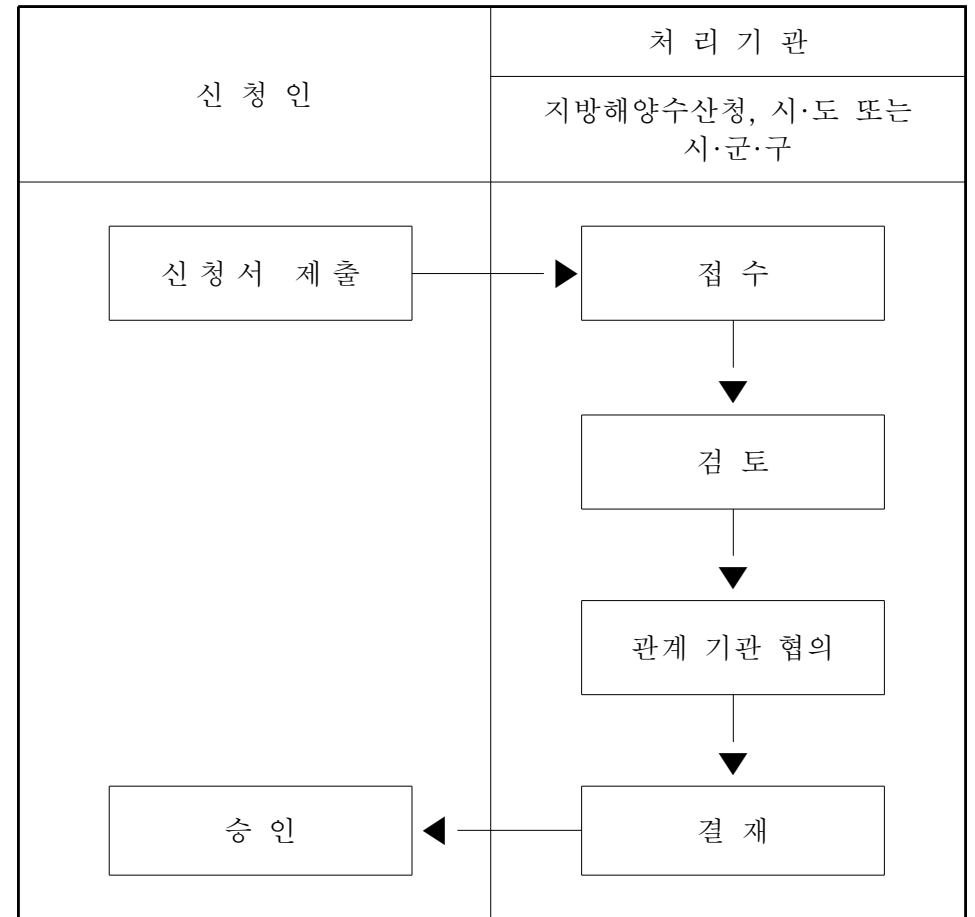 신 청 인
처 리 기 관
지방해양수산청, 시·도 또는
시·군·구
신 청 서 제 출
접 수
검 토
관계 기관 협의
승 인
결 재